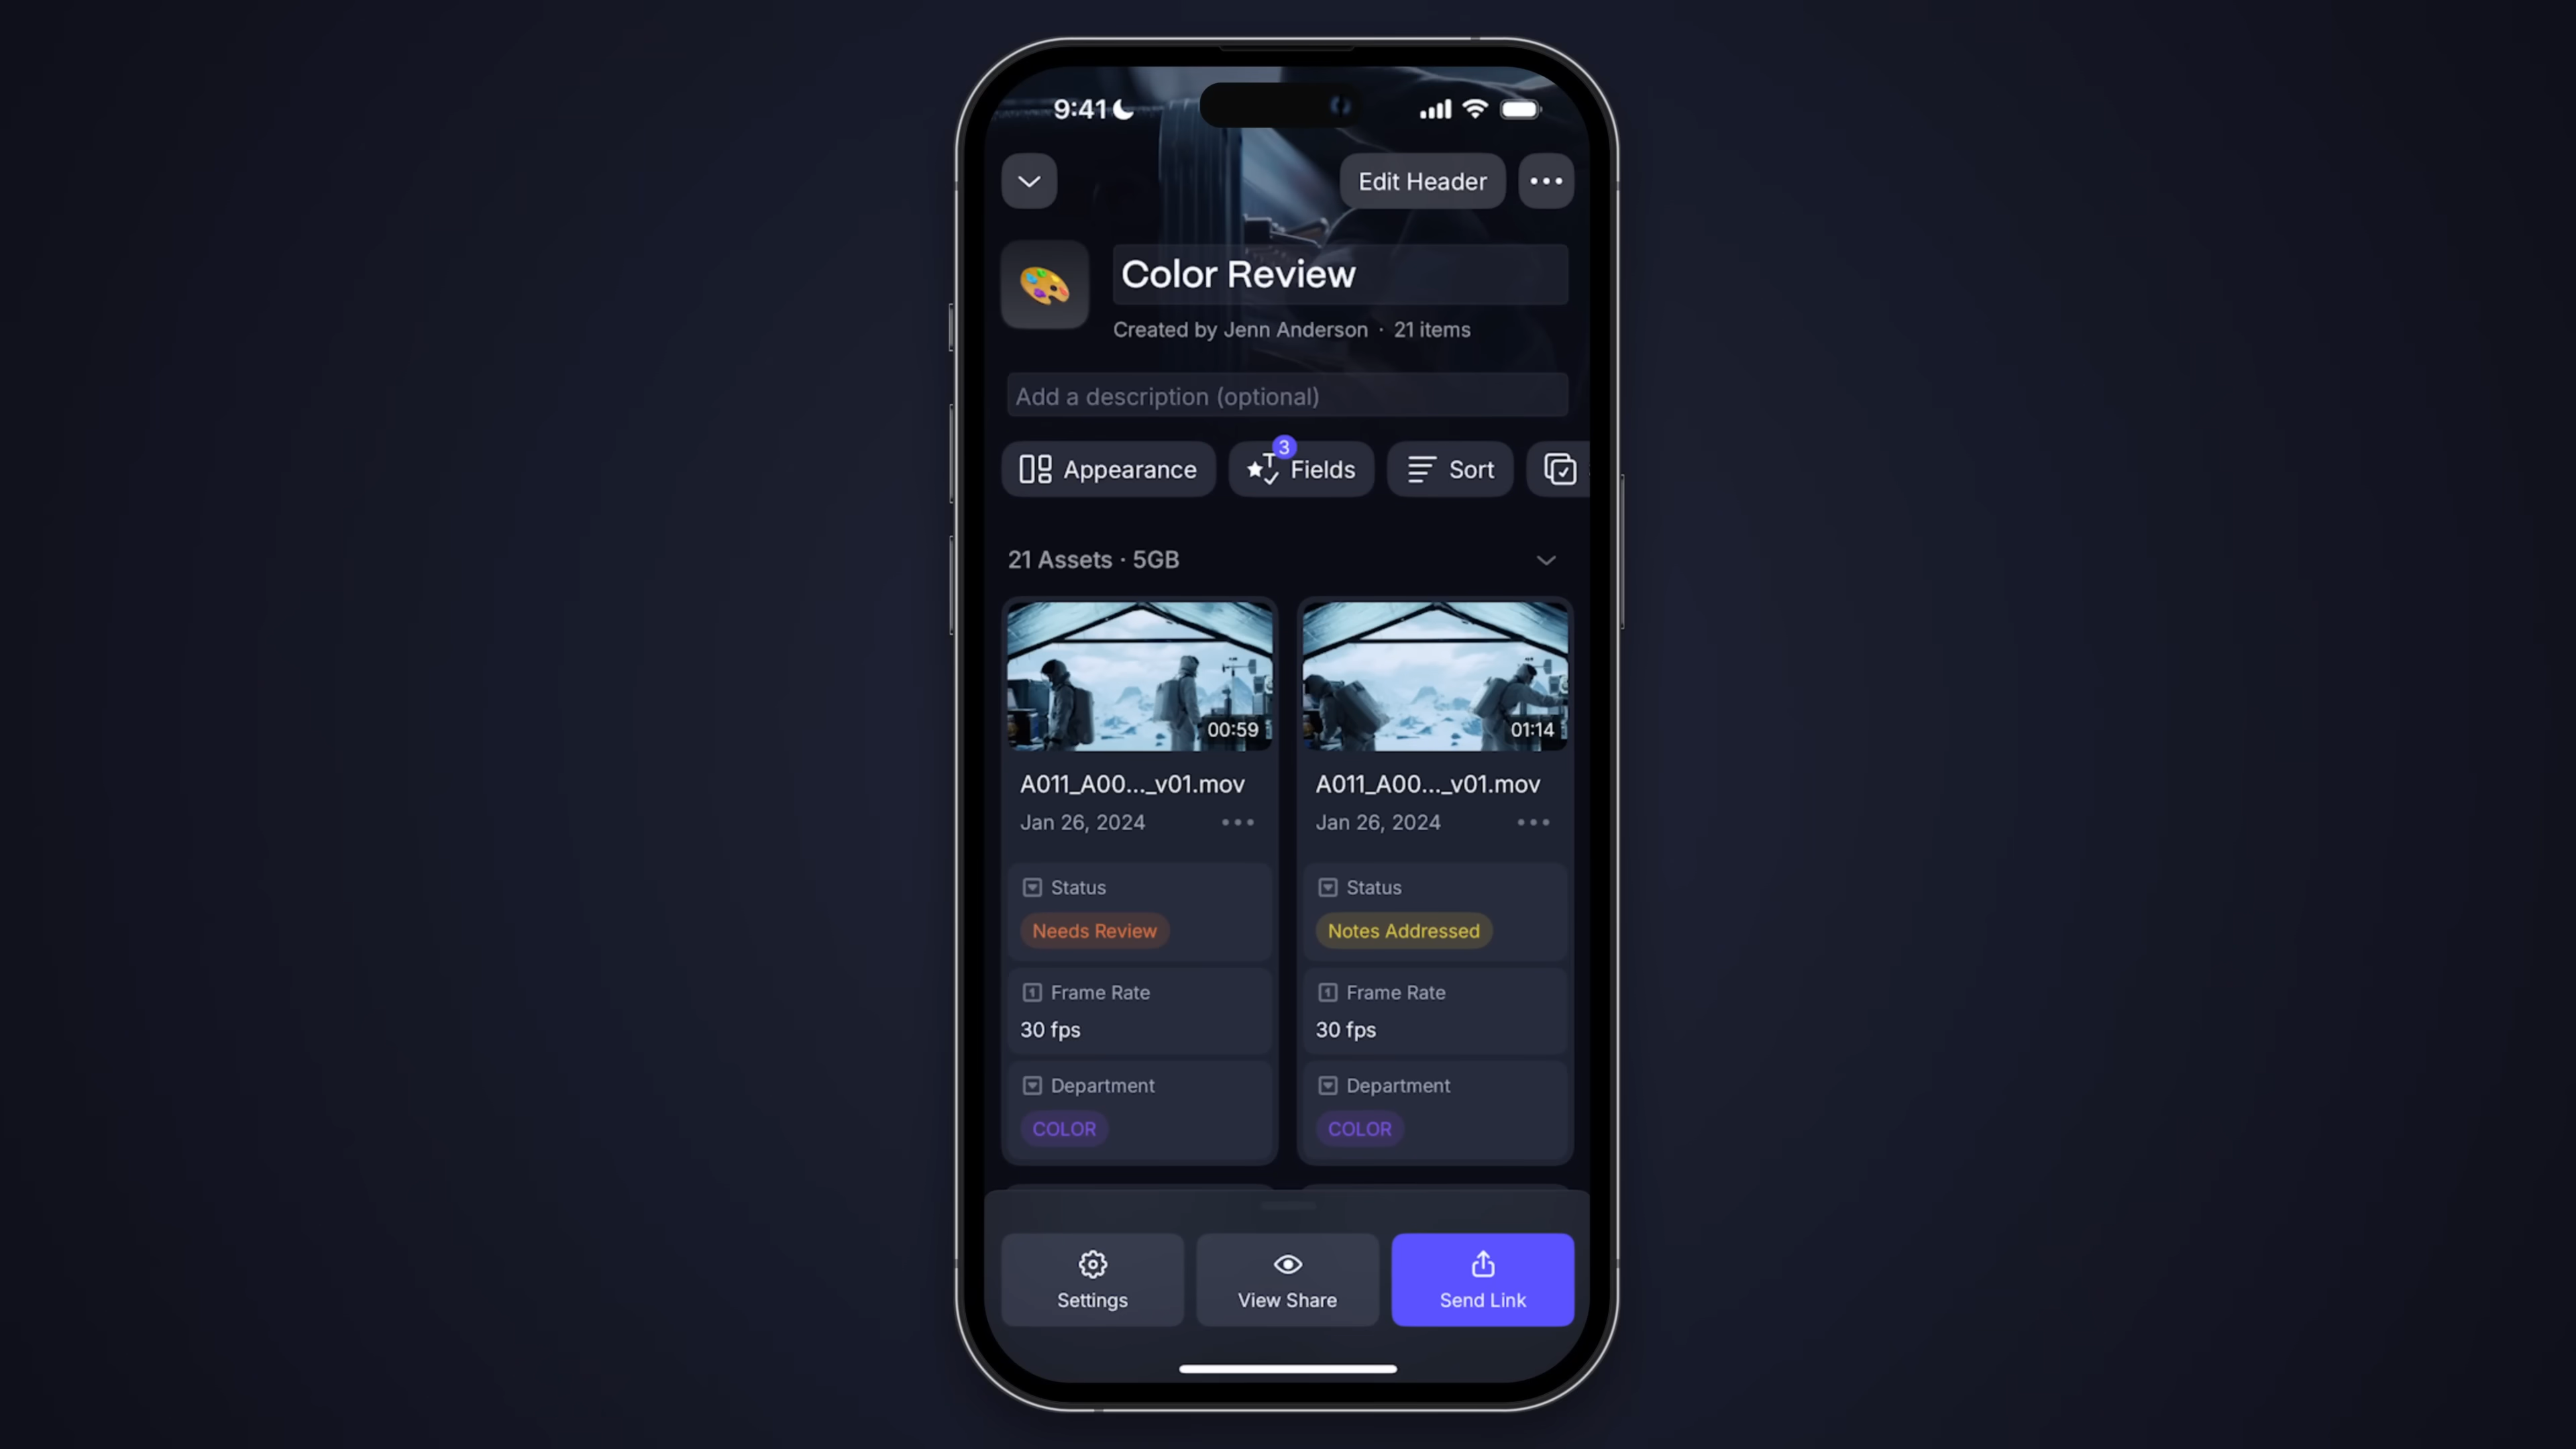 9:41
Edit Header
Color Review
Created by Jenn Anderson · 21 items
Add a description (optional)
Appearance
3
Fields
Sort
21 Assets · 5GB
00:59
01:14
A011_A00..._v01.mov
A011_A00..._v01.mov
Jan 26, 2024
Jan 26, 2024
Status
Status
Needs Review
Notes Addressed
1 Frame Rate
1 Frame Rate
30 fps
30 fps
Department
Department
COLOR
COLOR
Settings
View Share
Send Link